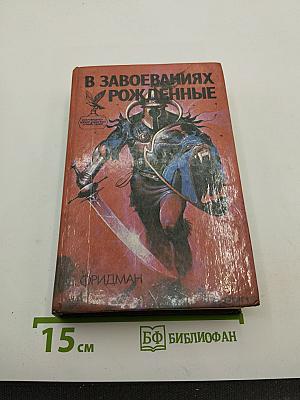 В ЗАВОЕВАНИЯХ
РОЖДЕННЫЕ
ФРИДМАН
15 см
БФ БИБЛИОФАН